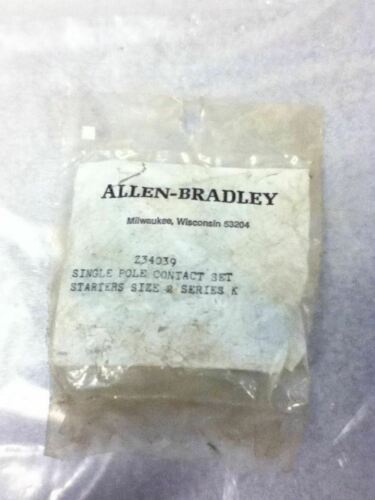 ALLEN-BRADLEY
Milwaukee, Wisconsin 53204
Z34039
SINGLE POLE CONTACT SET
STARTERS SIZE 2 SERIES K